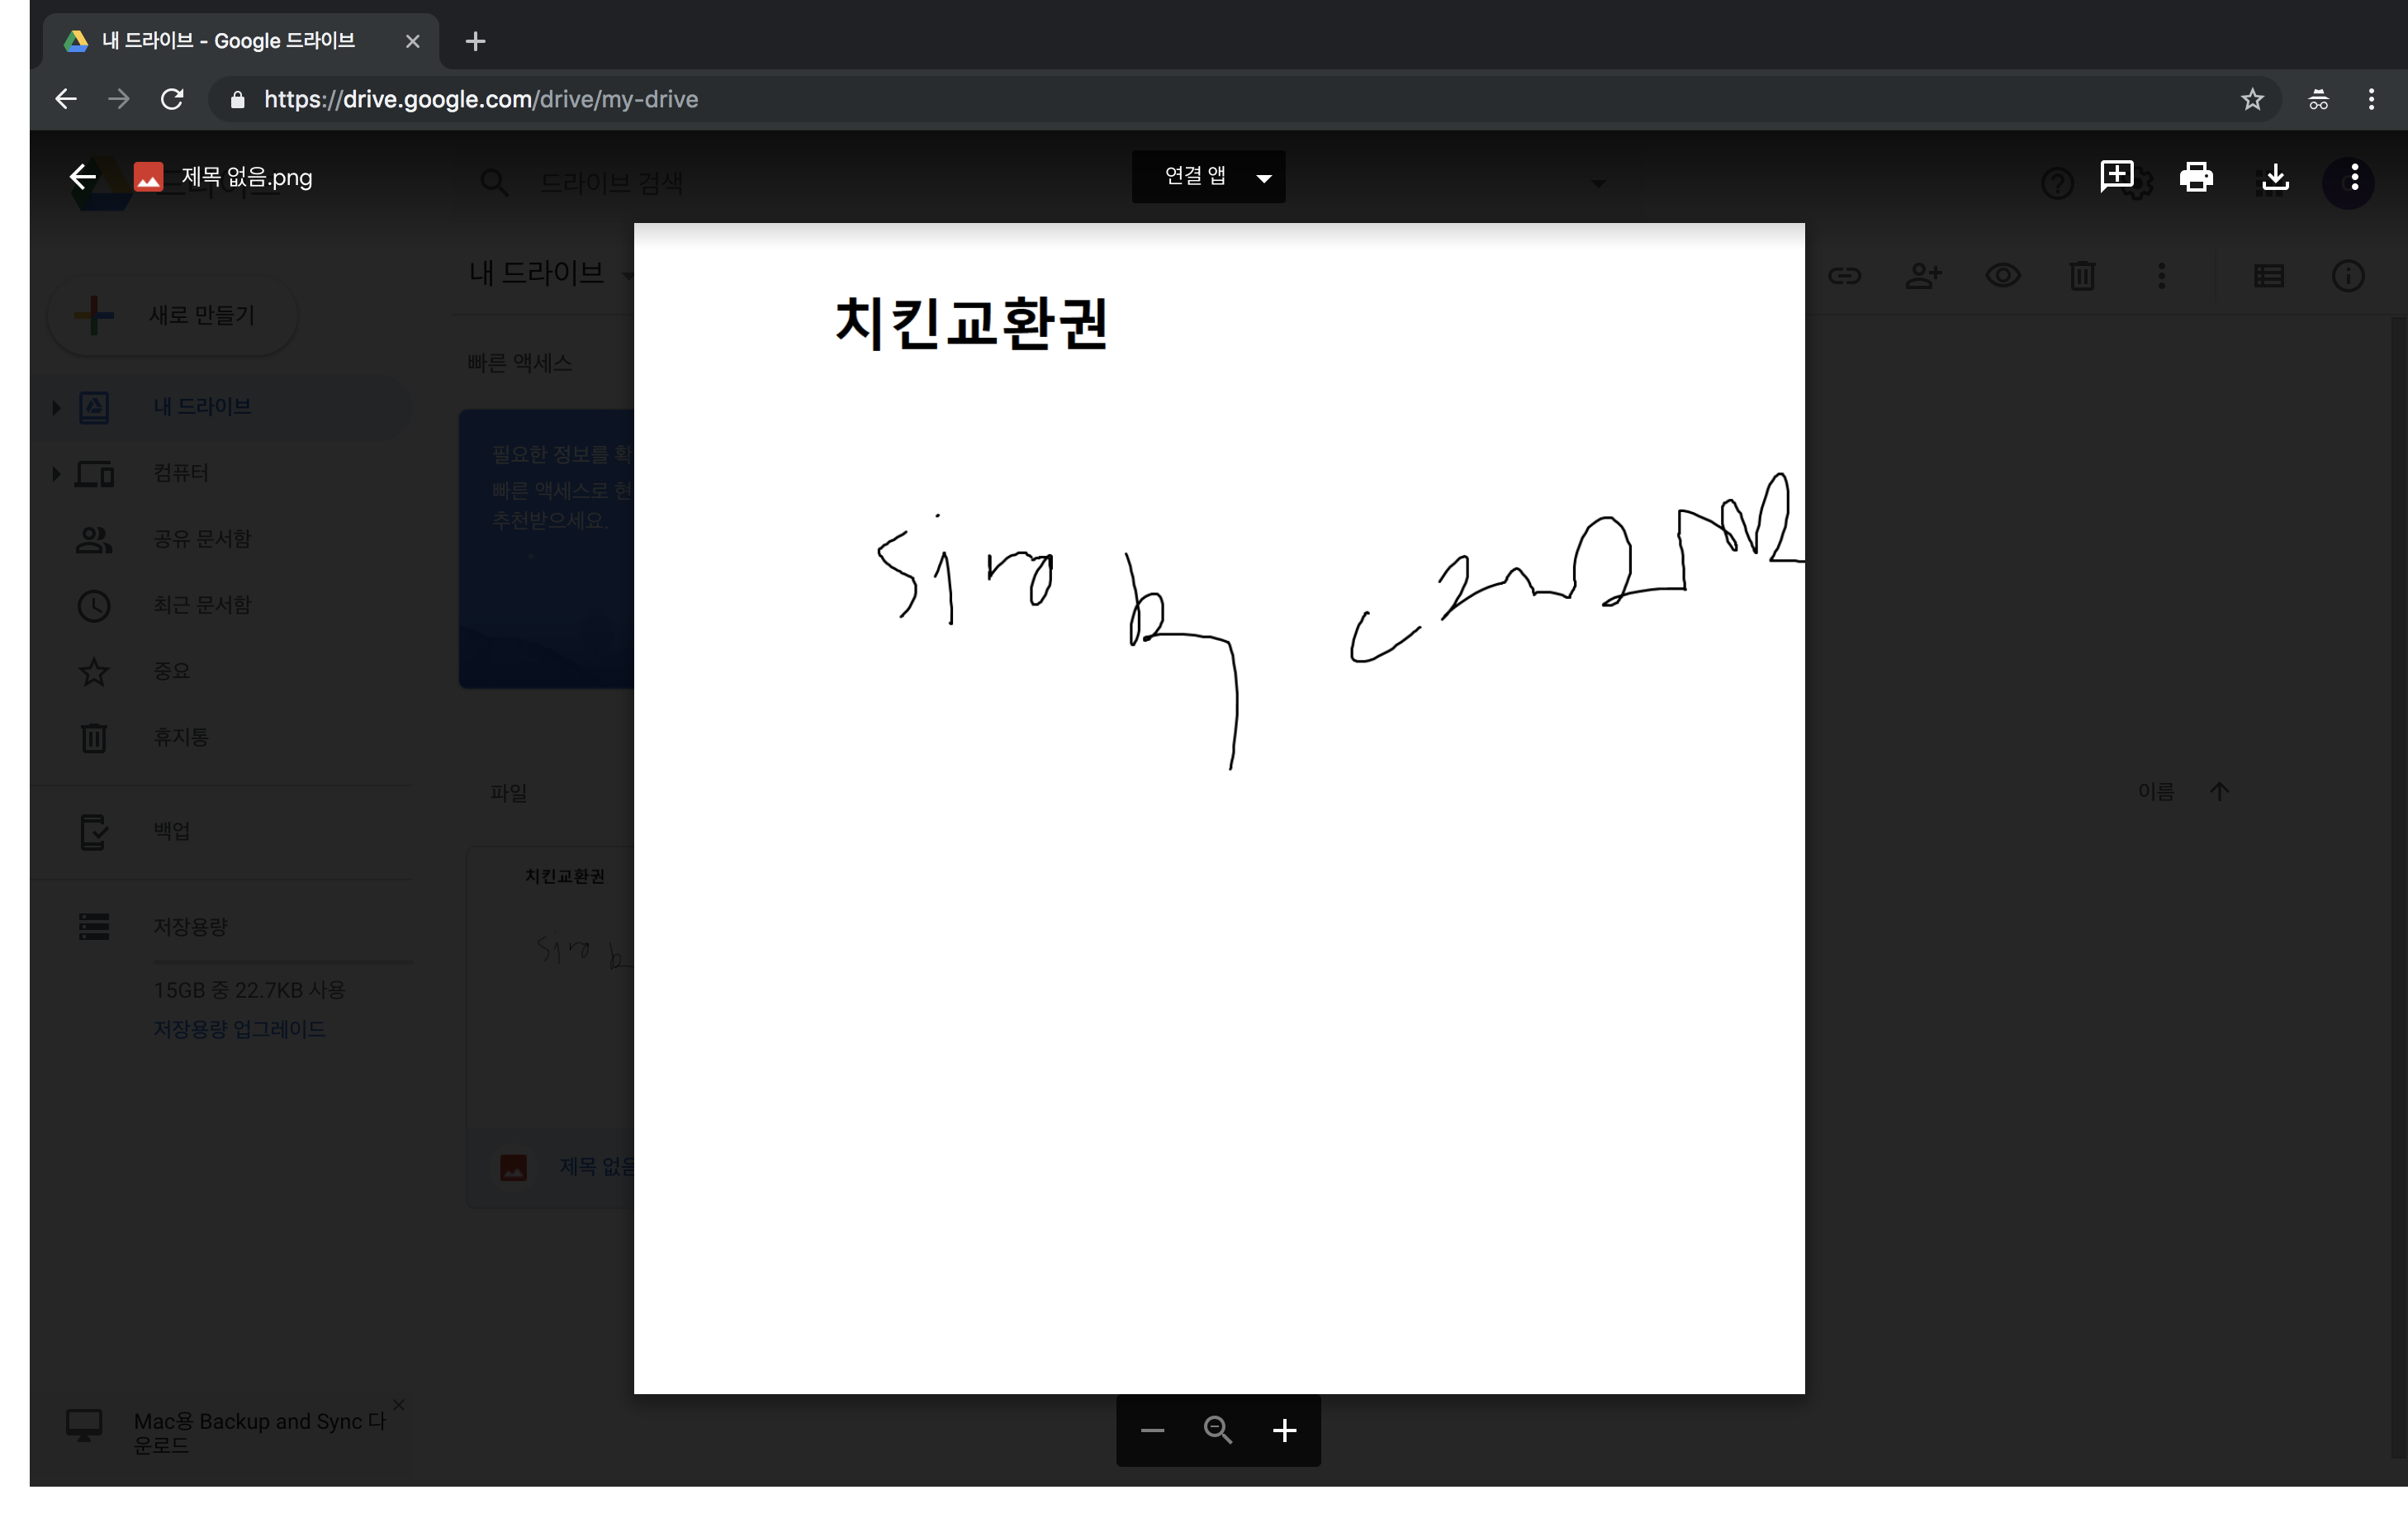 내 드라이브 - Google 드라이브
https://drive.google.com/drive/my-drive
제목 없음.png
드라이브 검색
연결 앱
새로 만들기
내 드라이브
컴퓨터
공유 문서함
최근 문서함
중요
휴지통
백업
저장용량
15GB 중 22.7KB 사용
저장용량 업그레이드
Mac용 Backup and Sync 다
운로드
내 드라이브
빠른 액세스
필요한 정보를 확
빠른 액세스로 현
추천받으세요.
파일
이름
치킨교환권
siro b
제목 없음
치킨교환권
siro by